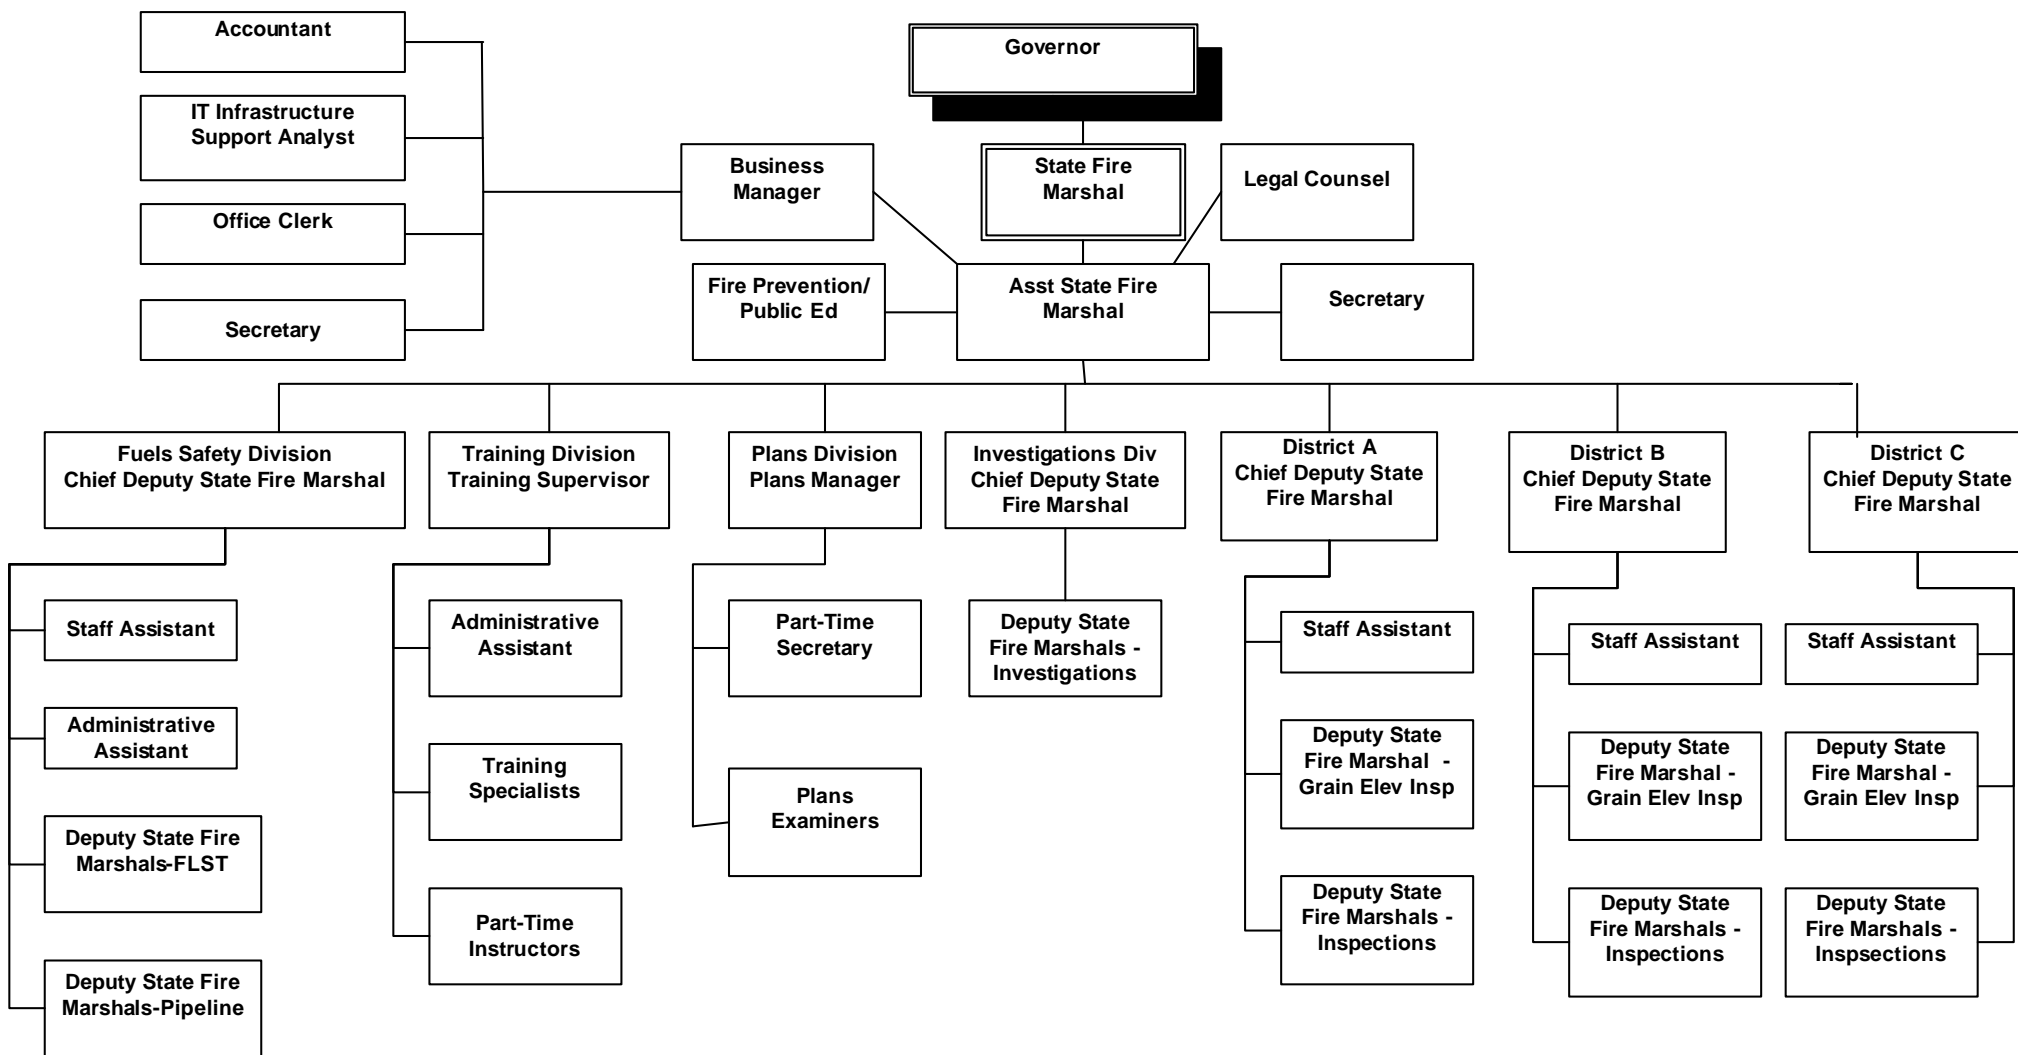 Accountant
Governor
IT Infrastructure
Support Analyst
Business
Manager
State Fire
Marshal
Legal Counsel
Office Clerk
Fire Prevention/
Public Ed
Asst State Fire
Marshal
Secretary
Secretary
Fuels Safety Division
Chief Deputy State Fire Marshal
Training Division
Training Supervisor
Plans Division
Plans Manager
Investigations Div
Chief Deputy State
Fire Marshal
District A
Chief Deputy State
Fire Marshal
District B
Chief Deputy State
Fire Marshal
District C
Chief Deputy State
Fire Marshal
Staff Assistant
Administrative
Assistant
Deputy State Fire
Marshals-FLST
Deputy State Fire
Marshals-Pipeline
Administrative
Assistant
Training
Specialists
Part-Time
Instructors
Part-Time
Secretary
Plans
Examiners
Deputy State
Fire Marshals -
Investigations
Staff Assistant
Deputy State
Fire Marshal -
Grain Elev Insp
Deputy State
Fire Marshals -
Inspections
Staff Assistant
Deputy State
Fire Marshal -
Grain Elev Insp
Deputy State
Fire Marshals -
Inspections
Staff Assistant
Deputy State
Fire Marshal -
Grain Elev Insp
Deputy State
Fire Marshals -
Inspsections